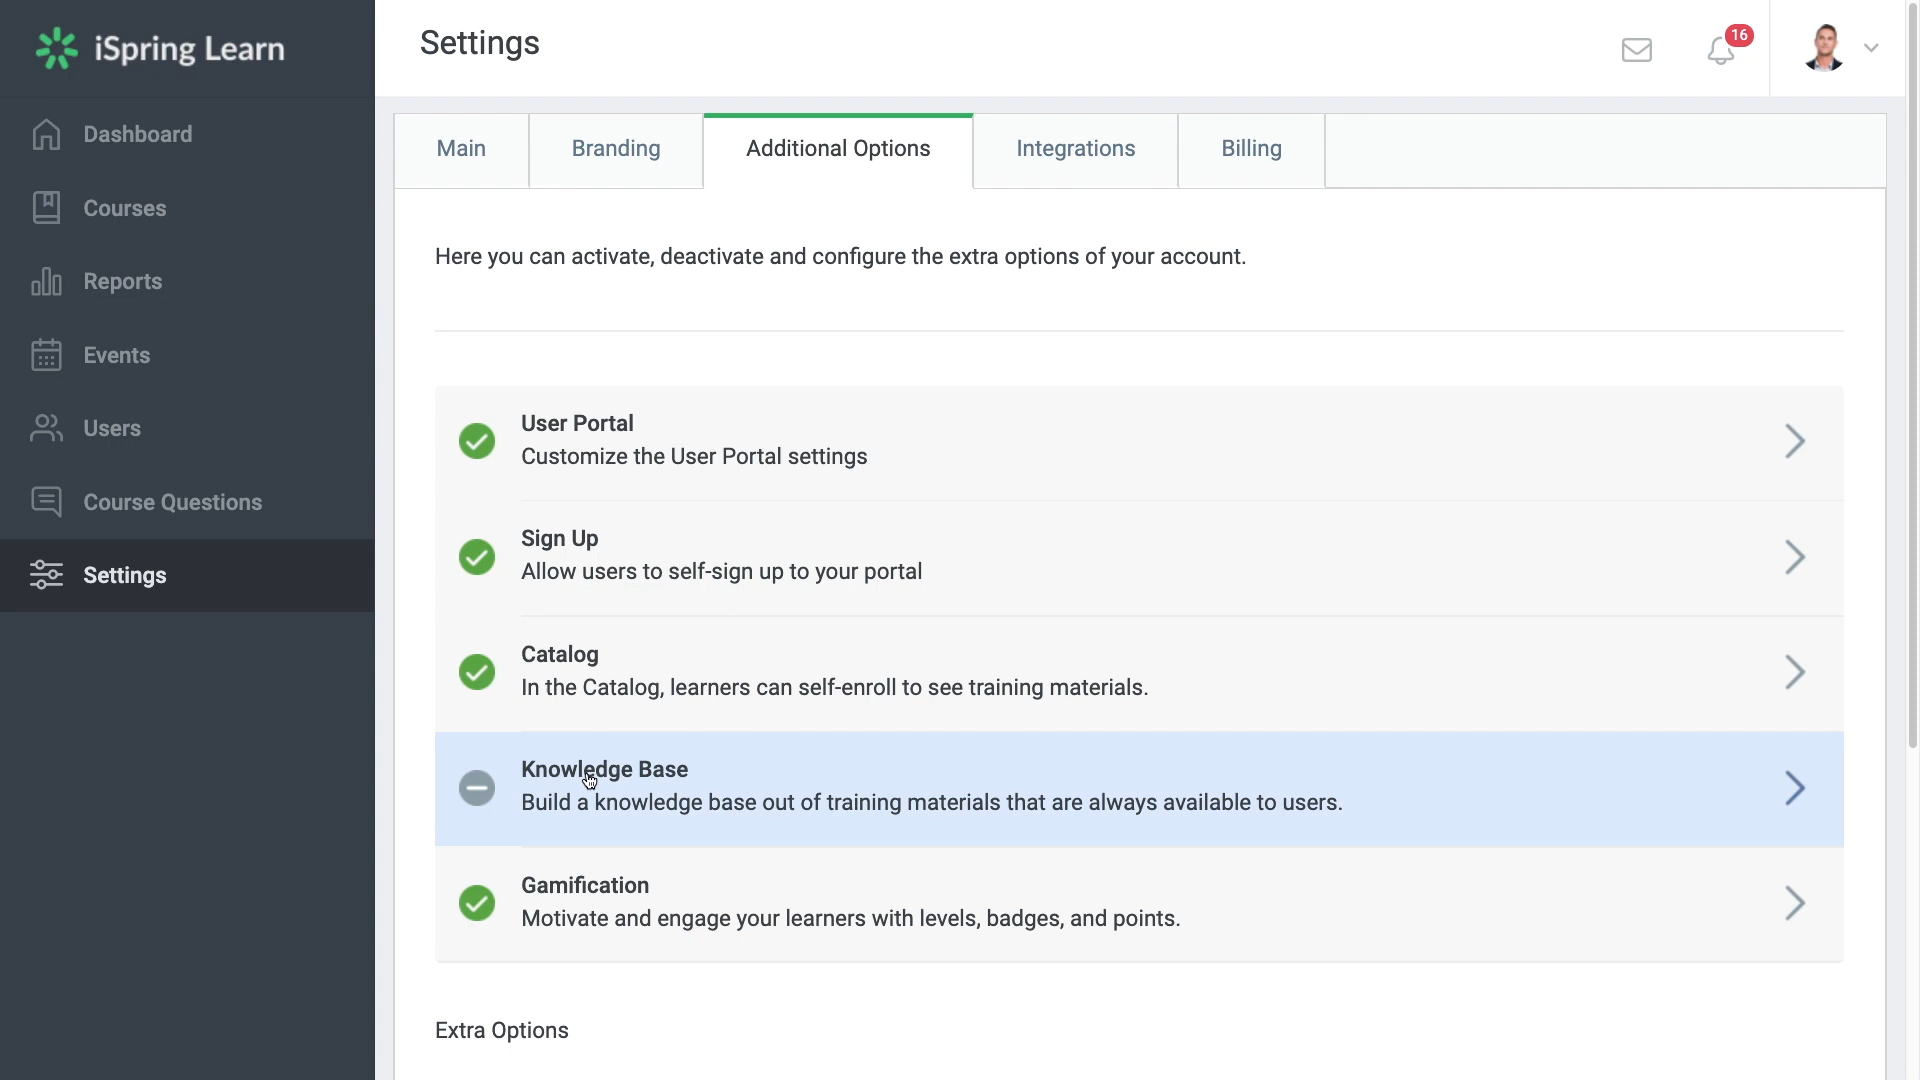 iSpring Learn
Settings
16
Dashboard
Courses
Reports
Events
Users
Course Questions
Settings
Main
Branding
Additional Options
Integrations
Billing
Here you can activate, deactivate and configure the extra options of your account.
User Portal
Customize the User Portal settings
Sign Up
Allow users to self-sign up to your portal
Catalog
In the Catalog, learners can self-enroll to see training materials.
Knowledge Base
Build a knowledge base out of training materials that are always available to users.
Gamification
Motivate and engage your learners with levels, badges, and points.
Extra Options